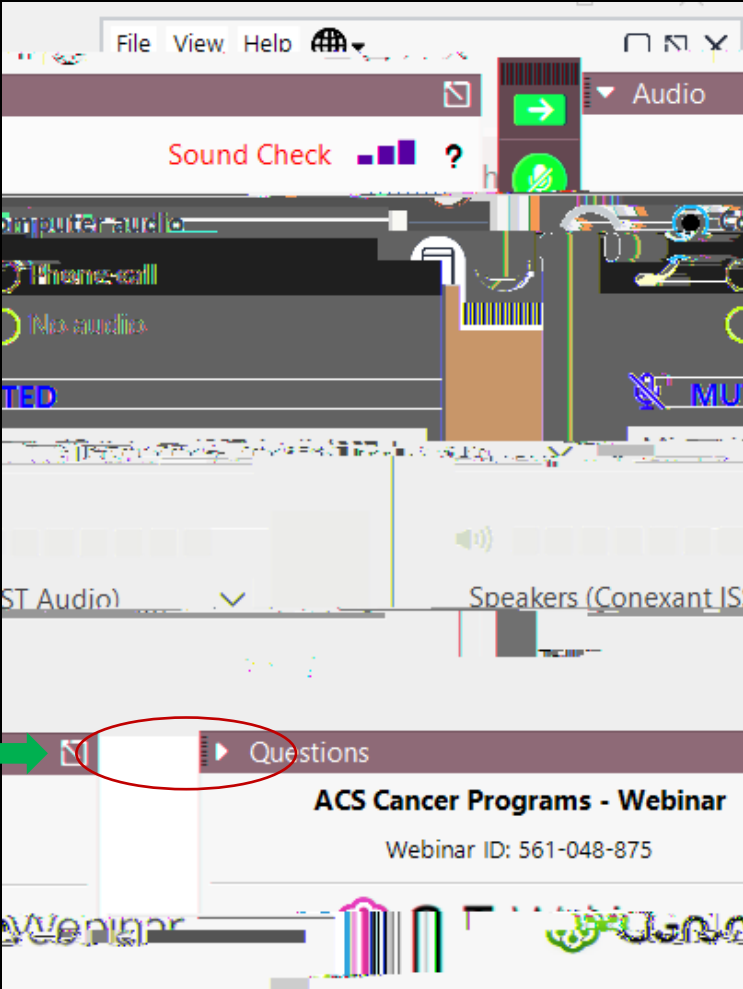 File View Help
Audio
Sound Check ?
omputer audio
Phone call
No audio
TED
MU
ST Audio)
Speakers (Conexant IS
Questions
ACS Cancer Programs - Webinar
Webinar ID: 561-048-875